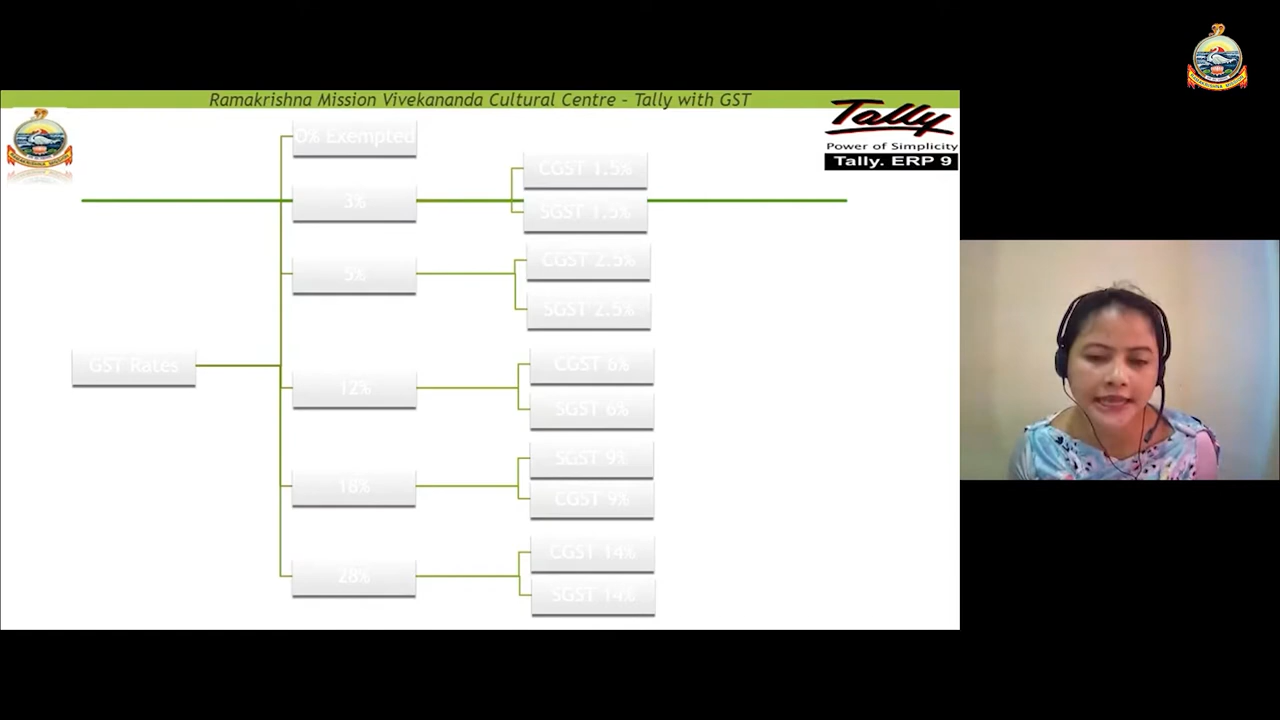 Ramakrishna Mission Vivekananda Cultural Centre - Tally with GST
Tally
Power of Simplicity
Tally. ERP 9
GST Rates
0% Exempted
3%
CGST 1.5%
SGST 1.5%
5%
CGST 2.5%
SGST 2.5%
12%
CGST 6%
SGST 6%
18%
SGST 9%
CGST 9%
28%
CGST 14%
SGST 14%